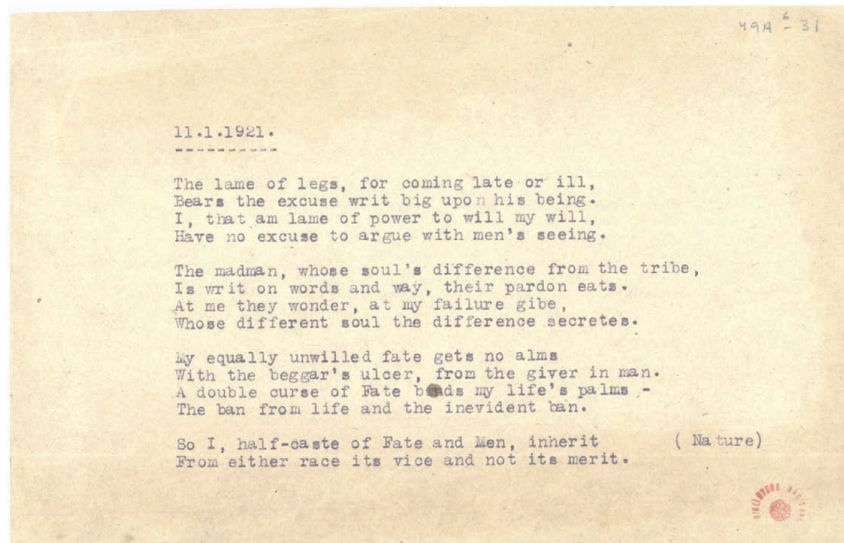 49A⁶-31
11.1.1921.
----------
The lame of legs, for coming late or ill,
Bears the excuse writ big upon his being.
I, that am lame of power to will my will,
Have no excuse to argue with men's seeing.
The madman, whose soul's difference from the tribe,
Is writ on words and way, their pardon eats.
At me they wonder, at my failure gibe,
Whose different soul the difference secretes.
My equally unwilled fate gets no alms
With the beggar's ulcer, from the giver in man.
A double curse of Fate my life's palms -
The ban from life and the inevident ban.
So I, half-caste of Fate and Men, inherit ( Nature)
From either race its vice and not its merit.